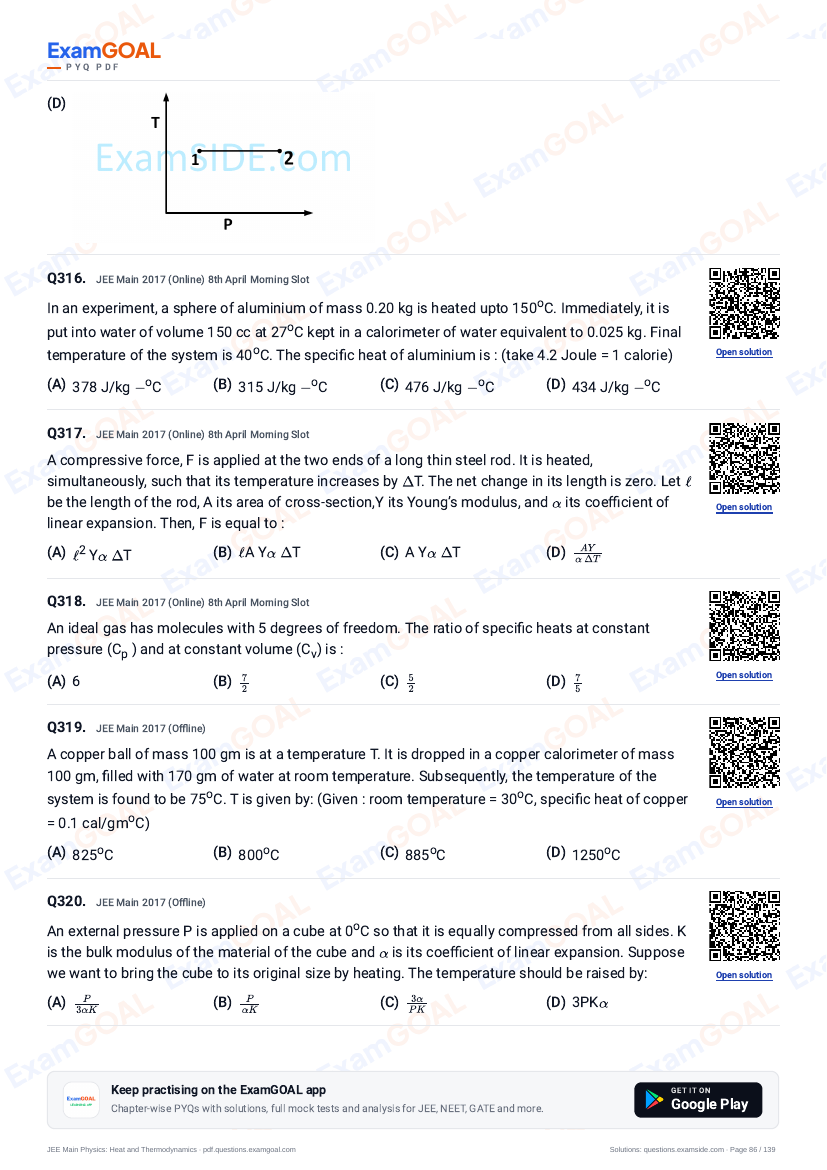 ExamGOAL
PYQ PDF
(D)
T
ExamSIDE.com
1
2
P
Q316. JEE Main 2017 (Online) 8th April Morning Slot
In an experiment, a sphere of aluminium of mass 0.20 kg is heated upto 150°C. Immediately, it is
put into water of volume 150 cc at 27°C kept in a calorimeter of water equivalent to 0.025 kg. Final
temperature of the system is 40°C. The specific heat of aluminium is : (take 4.2 Joule = 1 calorie)
Open solution
(A) 378 J/kg –°C (B) 315 J/kg –°C (C) 476 J/kg –°C (D) 434 J/kg –°C
Q317. JEE Main 2017 (Online) 8th April Morning Slot
A compressive force, F is applied at the two ends of a long thin steel rod. It is heated,
simultaneously, such that its temperature increases by ΔT. The net change in its length is zero. Let ℓ
be the length of the rod, A its area of cross-section,Y its Young's modulus, and α its coefficient of
linear expansion. Then, F is equal to :
Open solution
(A) ℓ² Yα ΔT (B) ℓA Yα ΔT (C) A Yα ΔT (D) AY/α ΔT
Q318. JEE Main 2017 (Online) 8th April Morning Slot
An ideal gas has molecules with 5 degrees of freedom. The ratio of specific heats at constant
pressure (Cp ) and at constant volume (Cv) is :
Open solution
(A) 6 (B) 7/2 (C) 5/2 (D) 7/5
Q319. JEE Main 2017 (Offline)
A copper ball of mass 100 gm is at a temperature T. It is dropped in a copper calorimeter of mass
100 gm, filled with 170 gm of water at room temperature. Subsequently, the temperature of the
system is found to be 75°C. T is given by: (Given : room temperature = 30°C, specific heat of copper
= 0.1 cal/gm°C)
Open solution
(A) 825°C (B) 800°C (C) 885°C (D) 1250°C
Q320. JEE Main 2017 (Offline)
An external pressure P is applied on a cube at 0°C so that it is equally compressed from all sides. K
is the bulk modulus of the material of the cube and α is its coefficient of linear expansion. Suppose
we want to bring the cube to its original size by heating. The temperature should be raised by:
Open solution
(A) P/3αK (B) P/αK (C) 3α/PK (D) 3PKα
ExamGOAL
Keep practising on the ExamGOAL app
Chapter-wise PYQs with solutions, full mock tests and analysis for JEE, NEET, GATE and more.
GET IT ON
Google Play
JEE Main Physics: Heat and Thermodynamics · pdf.questions.examgoal.com
Solutions: questions.examside.com · Page 86 / 139